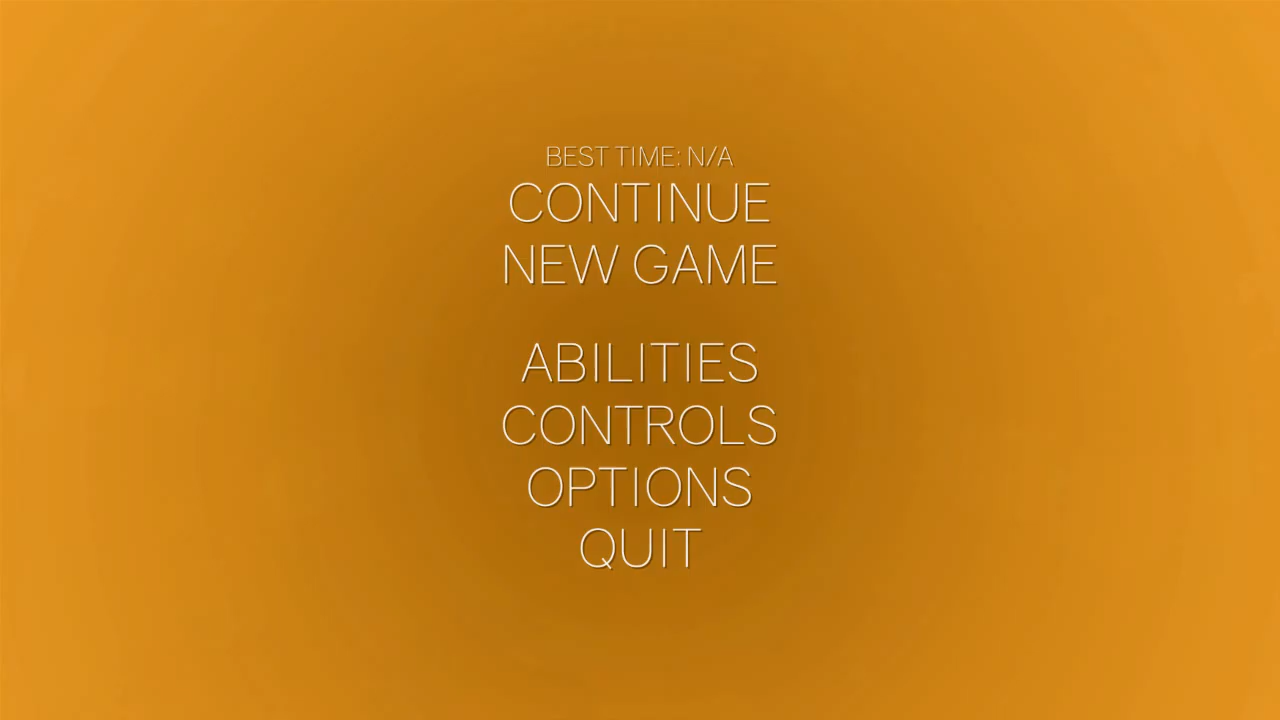 BEST TIME: N/A
CONTINUE
NEW GAME
ABILITIES
CONTROLS
OPTIONS
QUIT